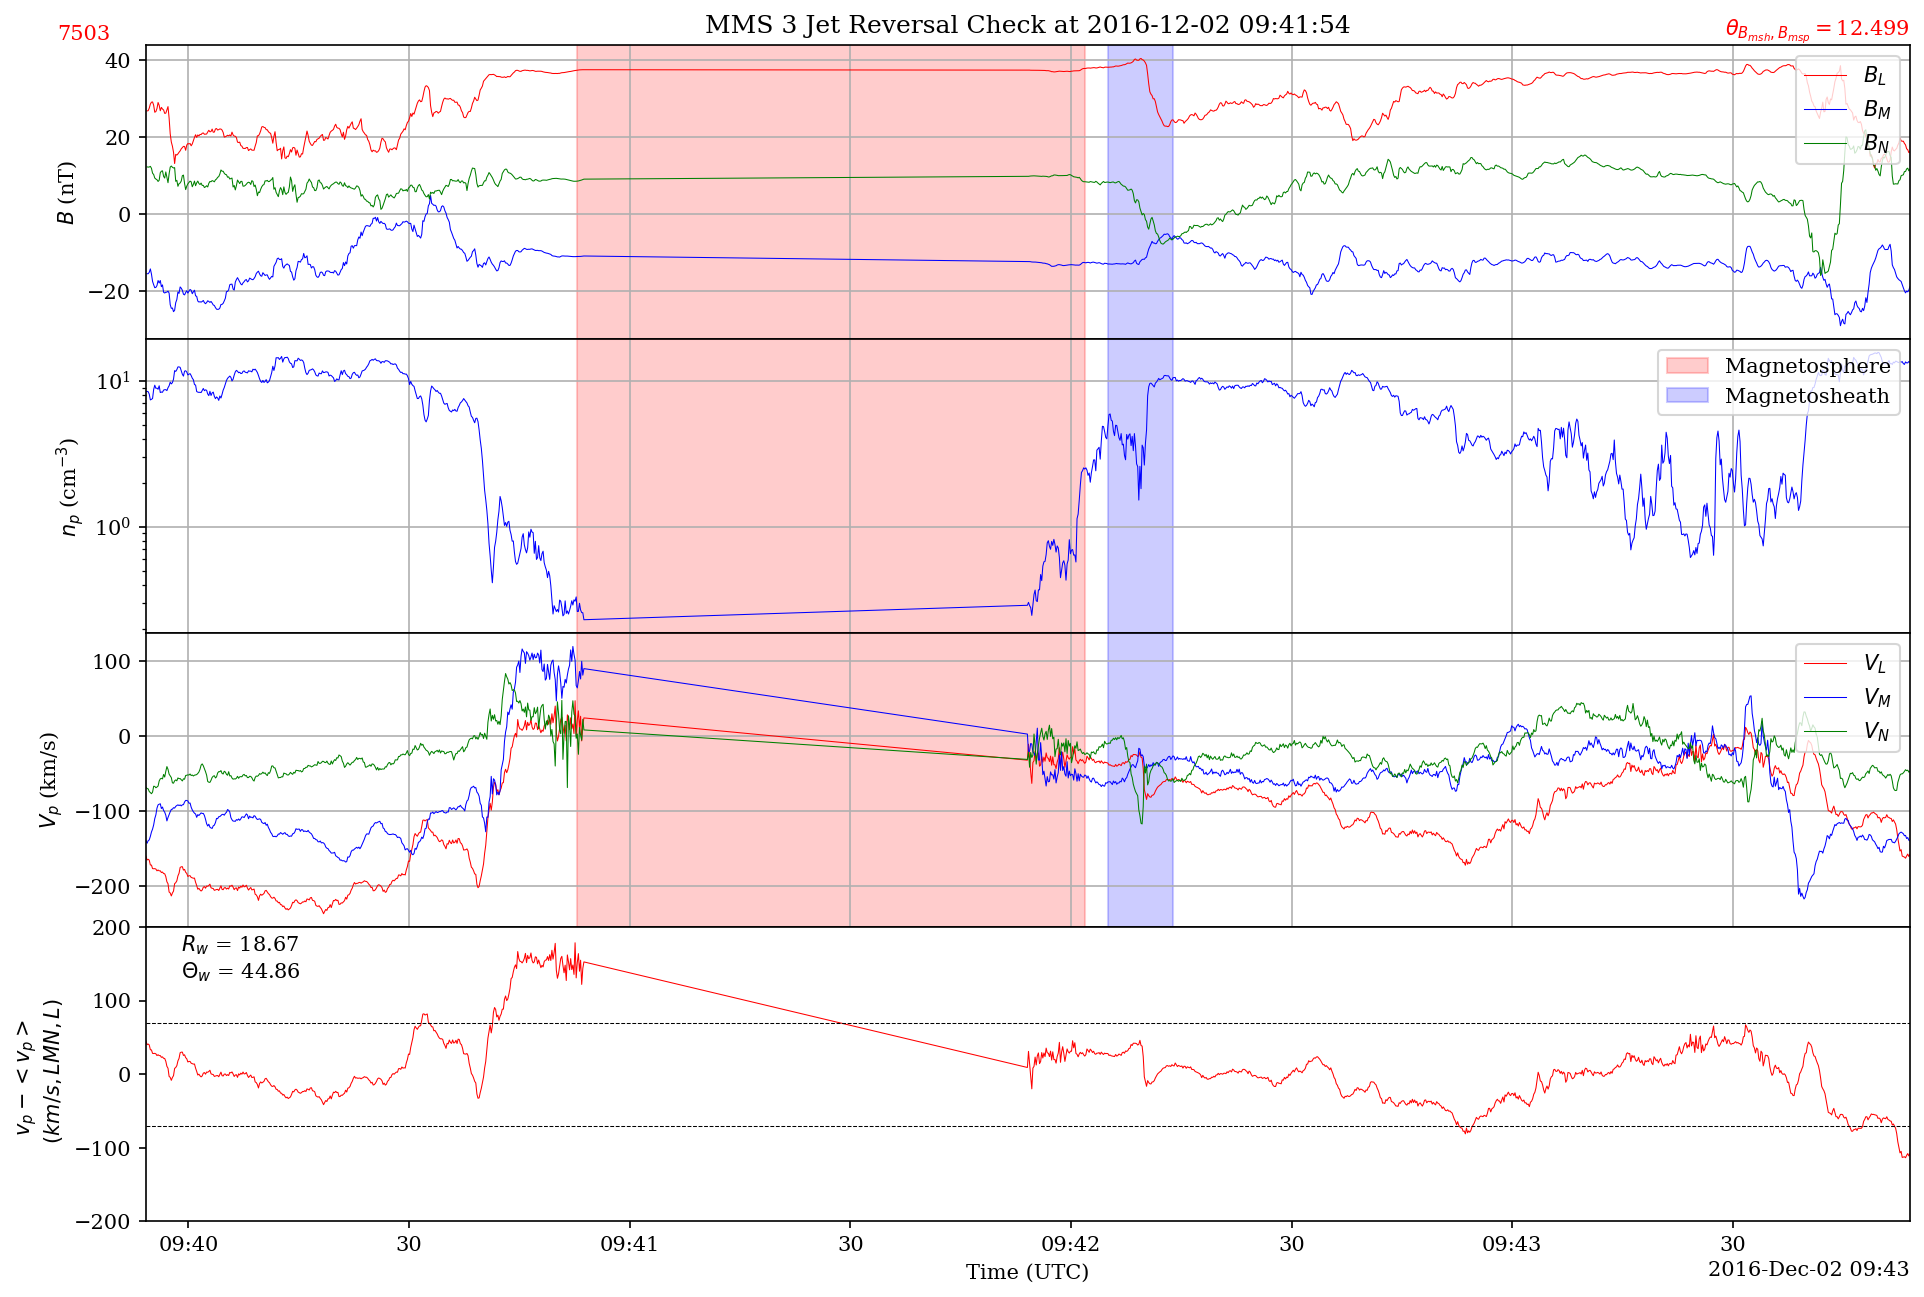 7503
MMS 3 Jet Reversal Check at 2016-12-02 09:41:54
θ_{B_{msh}, B_{msp}} = 12.499
40
20
0
−20
B (nT)
B_L
B_M
B_N
10^1
10^0
n_p (cm^{−3})
Magnetosphere
Magnetosheath
100
0
−100
−200
V_p (km/s)
V_L
V_M
V_N
200
100
0
−100
−200
v_p − <v_p>
(km/s, LMN, L)
R_w = 18.67
Θ_w = 44.86
09:40
30
09:41
30
09:42
30
09:43
30
Time (UTC)
2016-Dec-02 09:43